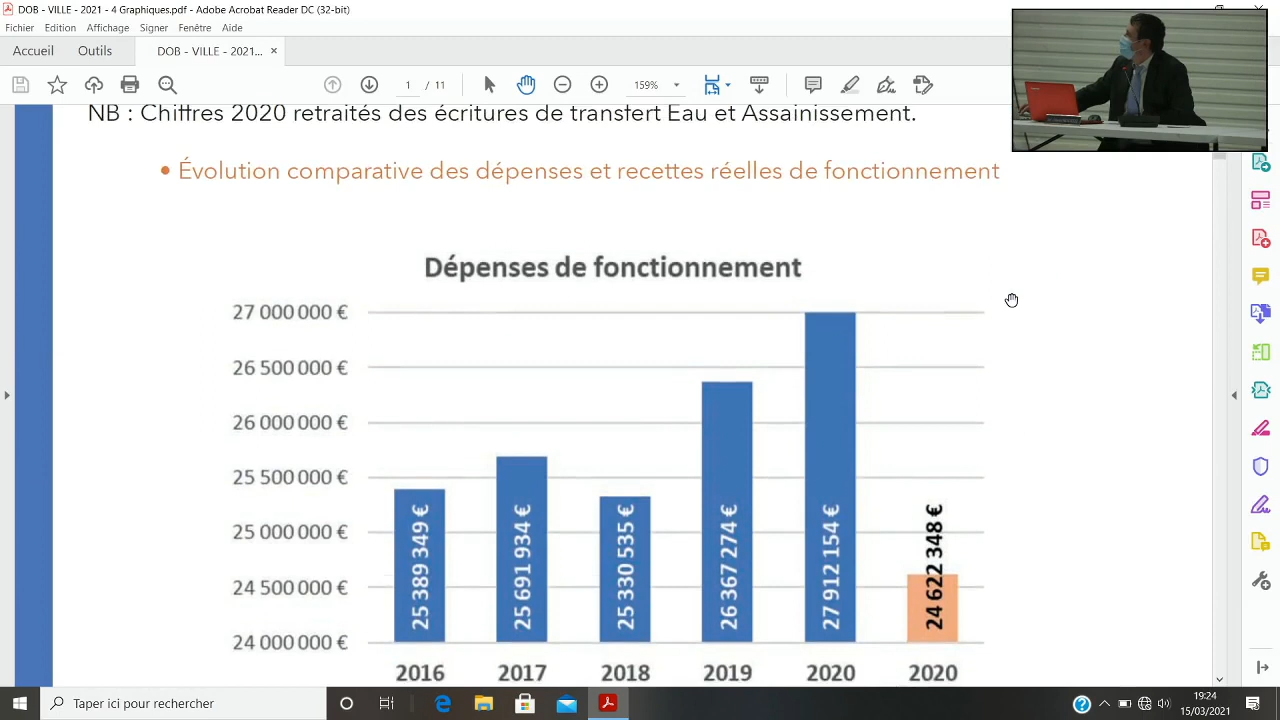 DOB - VILLE - 2021 - 4 Graphiques.pdf - Adobe Acrobat Reader DC (32-bit)
Fichier Edition Affichage Signer Fenêtre Aide
Accueil Outils DOB - VILLE - 2021... ×
1 / 11 159%
NB : Chiffres 2020 retraités des écritures de transfert Eau et Assainissement.
• Évolution comparative des dépenses et recettes réelles de fonctionnement
Dépenses de fonctionnement
27 000 000 €
26 500 000 €
26 000 000 €
25 500 000 €
25 000 000 €
24 500 000 €
24 000 000 €
25 389 349 €
25 691 934 €
25 330 535 €
26 367 274 €
27 912 154 €
24 622 348 €
2016 2017 2018 2019 2020 2020
Taper ici pour rechercher
19:24
15/03/2021